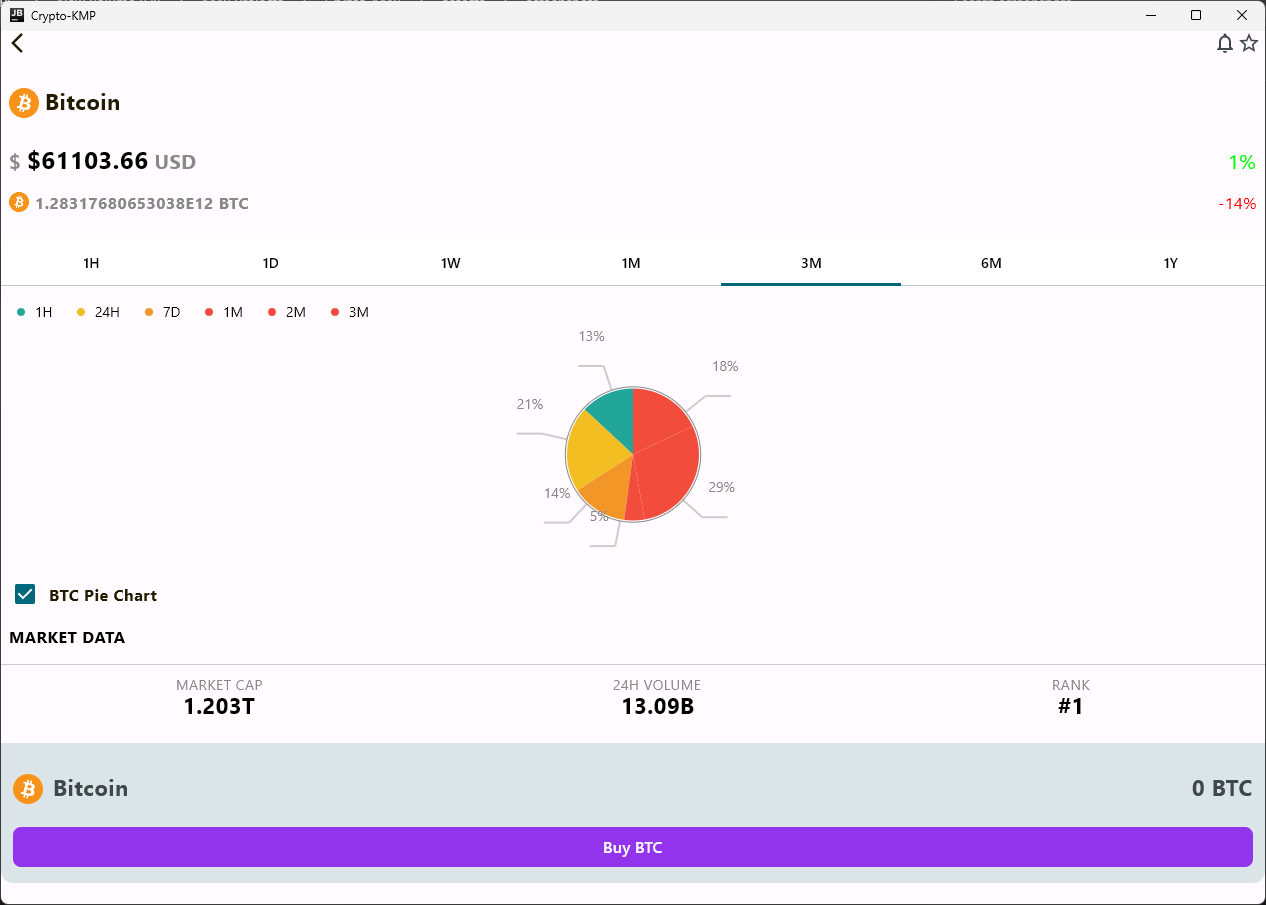 JB Crypto-KMP
Bitcoin
$ $61103.66 USD 1%
1.28317680653038E12 BTC -14%
1H 1D 1W 1M 3M 6M 1Y
1H 24H 7D 1M 2M 3M
13%
18%
21%
29%
14%
5%
BTC Pie Chart
MARKET DATA
MARKET CAP 24H VOLUME RANK
1.203T 13.09B #1
Bitcoin 0 BTC
Buy BTC